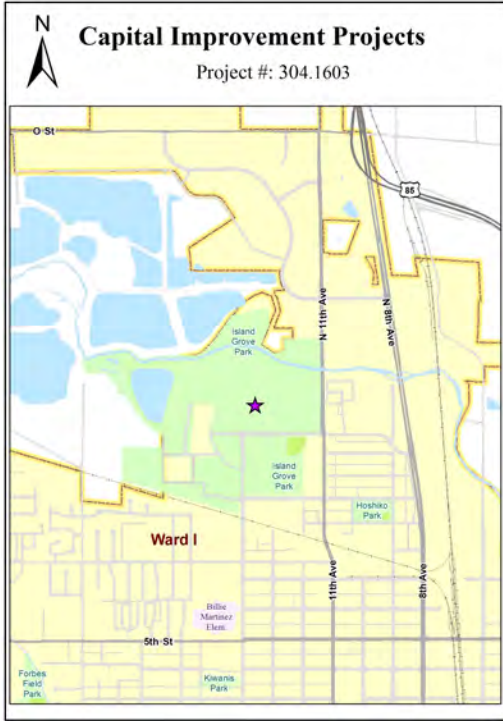 N
Capital Improvement Projects
Project #: 304.1603
O St
85
Island
Grove
Park
N 11th Ave
N 8th Ave
Island
Grove
Park
Hoshiko
Park
Ward I
11th Ave
8th Ave
Billie
Martinez
Elem.
5th St
Forbes
Field
Park
Kiwanis
Park